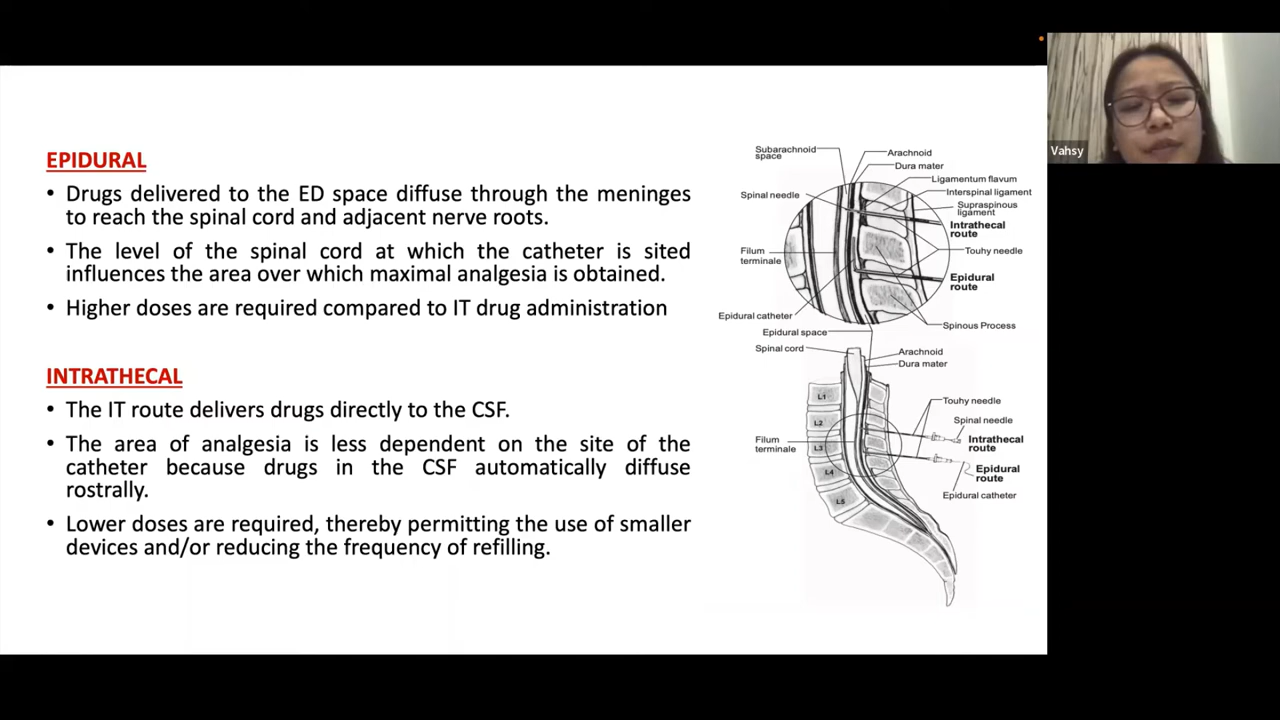 EPIDURAL
• Drugs delivered to the ED space diffuse through the meninges
to reach the spinal cord and adjacent nerve roots.
• The level of the spinal cord at which the catheter is sited
influences the area over which maximal analgesia is obtained.
• Higher doses are required compared to IT drug administration
INTRATHECAL
• The IT route delivers drugs directly to the CSF.
• The area of analgesia is less dependent on the site of the
catheter because drugs in the CSF automatically diffuse
rostrally.
• Lower doses are required, thereby permitting the use of smaller
devices and/or reducing the frequency of refilling.
Subarachnoid
space
Arachnoid
Dura mater
Ligamentum flavum
Interspinal ligament
Supraspinous
ligament
Spinal needle
Intrathecal
route
Touhy needle
Filum
terminale
Epidural
route
Epidural catheter
Spinous Process
Epidural space
Spinal cord
Arachnoid
Dura mater
L1
L2
L3
L4
L5
Touhy needle
Spinal needle
Filum
terminale
Intrathecal
route
Epidural
route
Epidural catheter
Vahsy